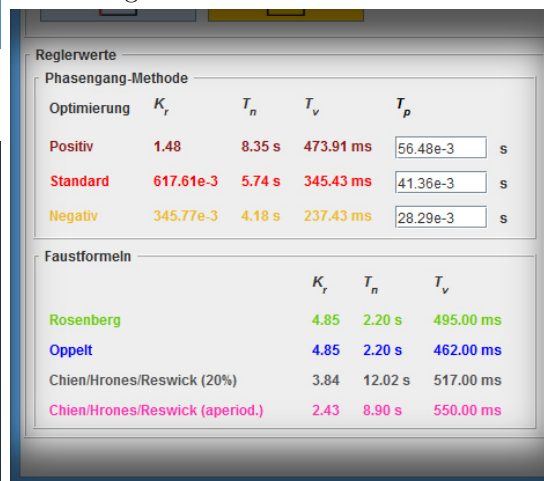 Reglerwerte
Phasengang-Methode
Optimierung K_r T_n T_v T_p
Positiv 1.48 8.35 s 473.91 ms 56.48e-3 s
Standard 617.61e-3 5.74 s 345.43 ms 41.36e-3 s
Negativ 345.77e-3 4.18 s 237.43 ms 28.29e-3 s
Faustformeln
K_r T_n T_v
Rosenberg 4.85 2.20 s 495.00 ms
Oppelt 4.85 2.20 s 462.00 ms
Chien/Hrones/Reswick (20%) 3.84 12.02 s 517.00 ms
Chien/Hrones/Reswick (aperiod.) 2.43 8.90 s 550.00 ms